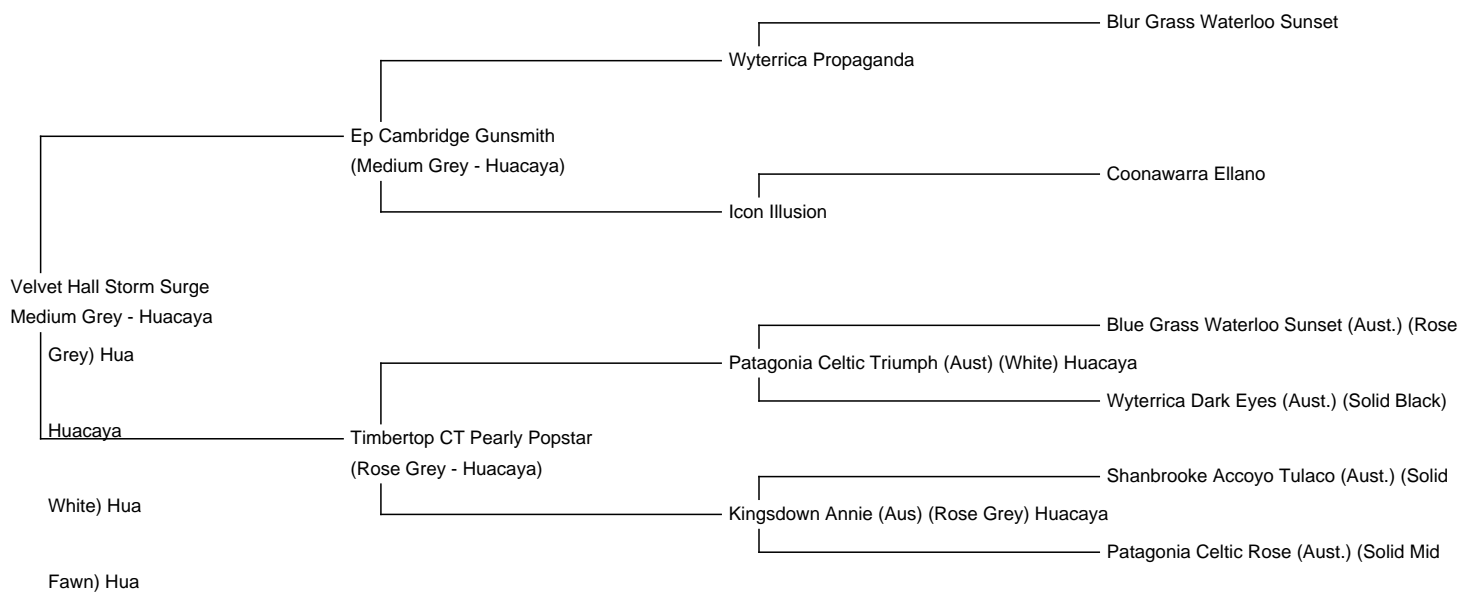 Blur Grass Waterloo Sunset
Wyterrica Propaganda
Ep Cambridge Gunsmith
(Medium Grey - Huacaya)
Coonawarra Ellano
Icon Illusion
Velvet Hall Storm Surge
Medium Grey - Huacaya
Blue Grass Waterloo Sunset (Aust.) (Rose
Grey) Hua
Patagonia Celtic Triumph (Aust) (White) Huacaya
Wyterrica Dark Eyes (Aust.) (Solid Black)
Huacaya
Timbertop CT Pearly Popstar
(Rose Grey - Huacaya)
Shanbrooke Accoyo Tulaco (Aust.) (Solid
White) Hua
Kingsdown Annie (Aus) (Rose Grey) Huacaya
Patagonia Celtic Rose (Aust.) (Solid Mid
Fawn) Hua